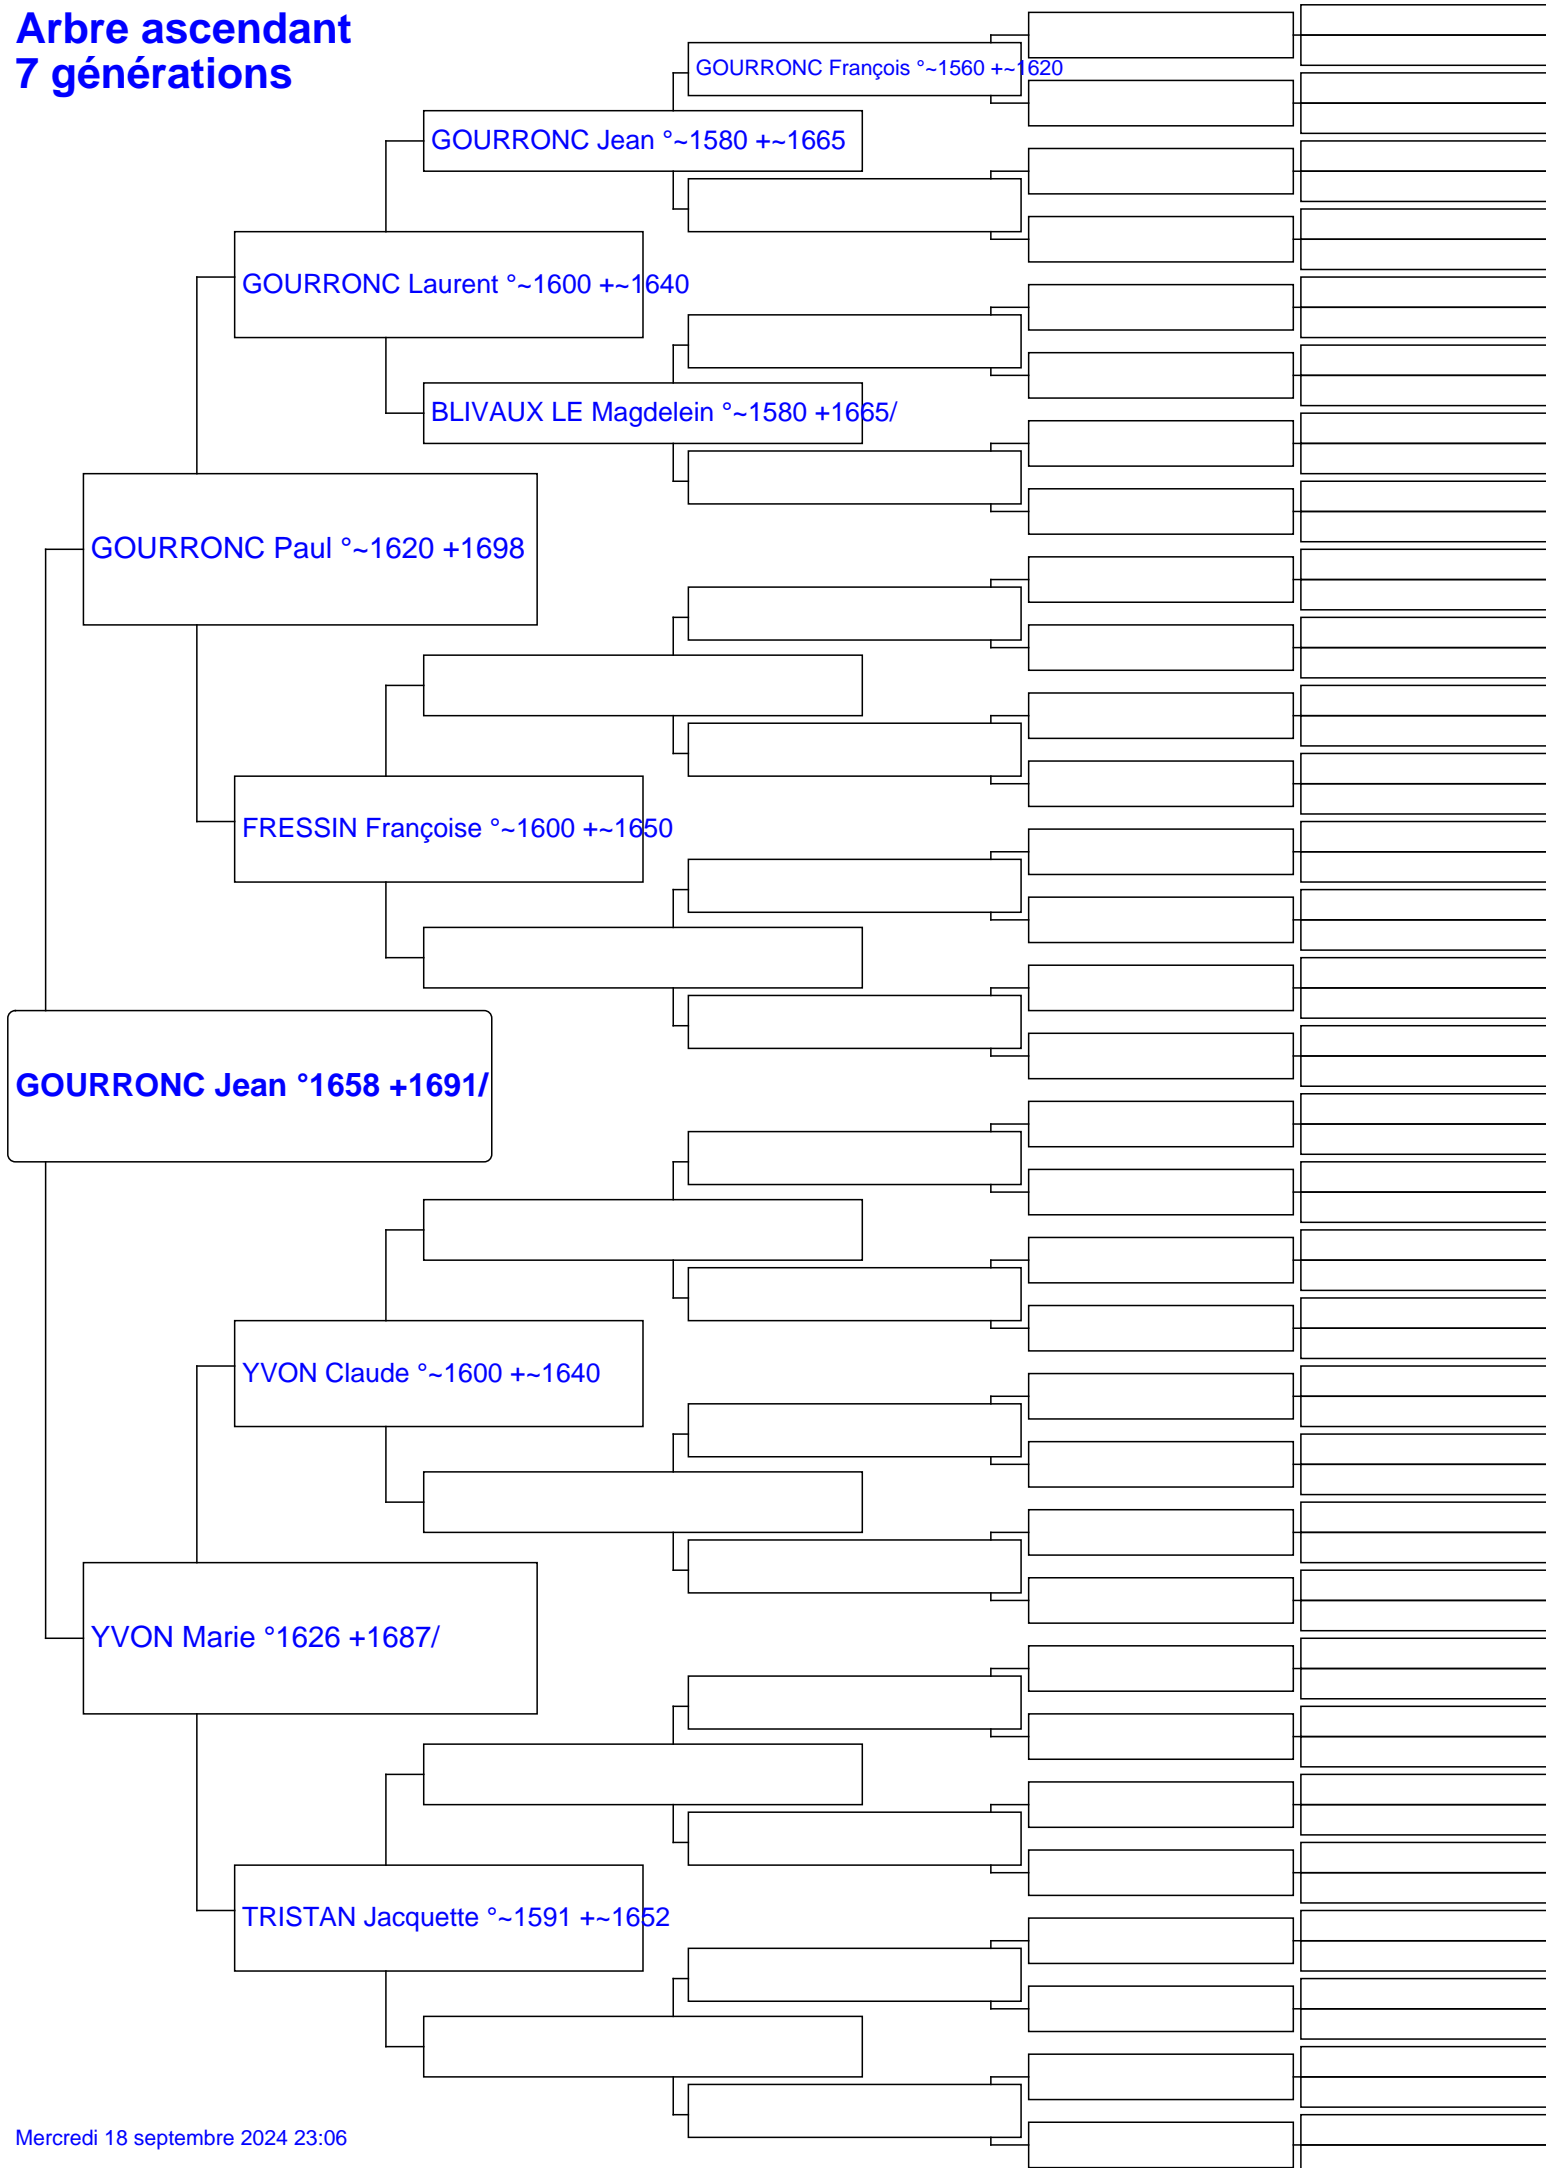 Arbre ascendant
7 générations
GOURRONC François °~1560 +~1620
GOURRONC Jean °~1580 +~1665
GOURRONC Laurent °~1600 +~1640
BLIVAUX LE Magdelein °~1580 +1665/
GOURRONC Paul °~1620 +1698
FRESSIN Françoise °~1600 +~1650
GOURRONC Jean °1658 +1691/
YVON Claude °~1600 +~1640
YVON Marie °1626 +1687/
TRISTAN Jacquette °~1591 +~1652
Mercredi 18 septembre 2024 23:06